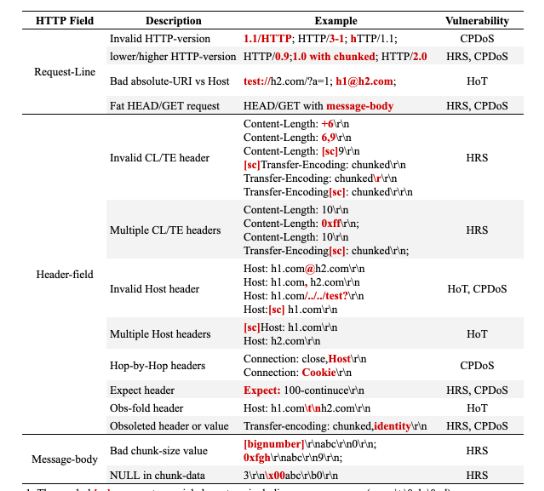 HTTP Field Description Example Vulnerability
Request-Line
Invalid HTTP-version 1.1/HTTP; HTTP/3-1; hTTP/1.1; CPDoS
lower/higher HTTP-version HTTP/0.9;1.0 with chunked; HTTP/2.0 HRS, CPDoS
Bad absolute-URI vs Host test://h2.com/?a=1; h1@h2.com; HoT
Fat HEAD/GET request HEAD/GET with message-body HRS, CPDoS
Header-field
Invalid CL/TE header
Content-Length: +6\r\n
Content-Length: 6,9\r\n
Content-Length: [sc]9\r\n
[sc]Transfer-Encoding: chunked\r\n
Transfer-Encoding: chunked\r\r\n
Transfer-Encoding[sc]: chunked\r\r\n
HRS
Multiple CL/TE headers
Content-Length: 10\r\n
Content-Length: 0xff\r\n;
Content-Length: 10\r\n
Transfer-Encoding[sc]: chunked\r\n;
HRS
Invalid Host header
Host: h1.com@h2.com\r\n
Host: h1.com, h2.com\r\n
Host: h1.com/../../test?\r\n
Host:[sc] h1.com\r\n
HoT, CPDoS
Multiple Host headers
[sc]Host: h1.com\r\n
Host: h2.com\r\n
HoT
Hop-by-Hop headers
Connection: close,Host\r\n
Connection: Cookie\r\n
CPDoS
Expect header Expect: 100-continuce\r\n HRS, CPDoS
Obs-fold header Host: h1.com\t\nh2.com\r\n HoT
Obsoleted header or value Transfer-encoding: chunked,identity\r\n HRS, CPDoS
Message-body
Bad chunk-size value
[bignumber]\r\nabc\r\n0\r\n;
0xfgh\r\nabc\r\n9\r\n;
HRS
NULL in chunk-data 3\r\n\x00abc\r\b0\r\n HRS